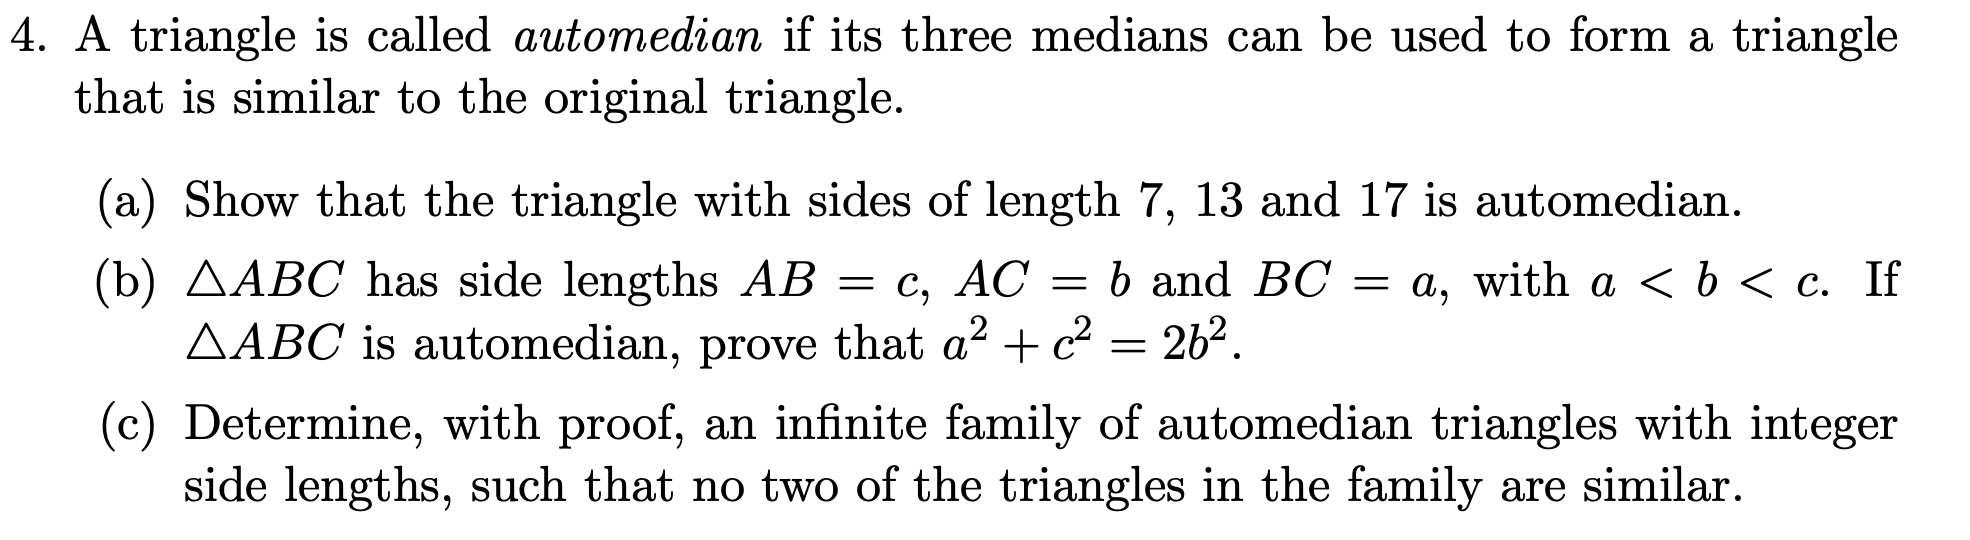 4. A triangle is called automedian if its three medians can be used to form a triangle
that is similar to the original triangle.
(a) Show that the triangle with sides of length 7, 13 and 17 is automedian.
(b) △ABC has side lengths AB = c, AC = b and BC = a, with a < b < c. If
△ABC is automedian, prove that a² + c² = 2b².
(c) Determine, with proof, an infinite family of automedian triangles with integer
side lengths, such that no two of the triangles in the family are similar.